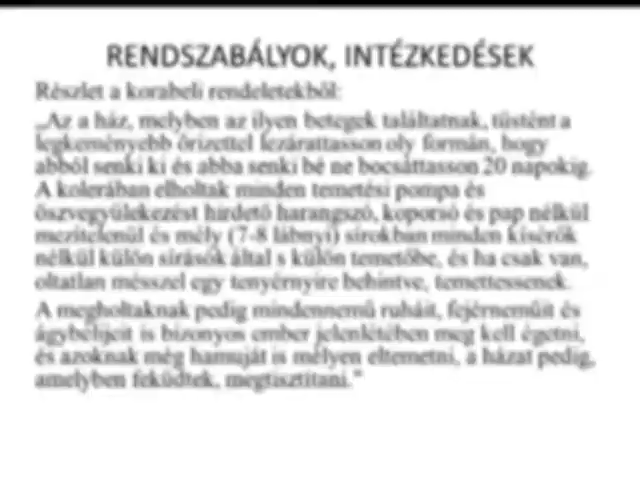 RENDSZABÁLYOK, INTÉZKEDÉSEK
Részlet a korabeli rendeletekből:
„Az a ház, melyben az ilyen betegek találtatnak, tüstént a
legkeményebb őrizettel lezárattasson oly formán, hogy
abból senki ki és abba senki bé ne bocsáttasson 20 napokig.
A kolerában elholtak minden temetési pompa és
öszvegyülekezést hirdető harangszó, koporsó és pap nélkül
mezítelenül és mély (7-8 lábnyi) sírokban minden kísérők
nélkül külön sírásók által s külön temetőbe, és ha csak van,
oltatlan mésszel egy tenyérnyire behintve, temettessenek.
A megholtaknak pedig mindennemű ruháit, fejérneműit és
ágybélijeit is bizonyos ember jelenlétében meg kell égetni,
és azoknak még hamuját is mélyen eltemetni, a házat pedig,
amelyben feküdtek, megtisztítani."